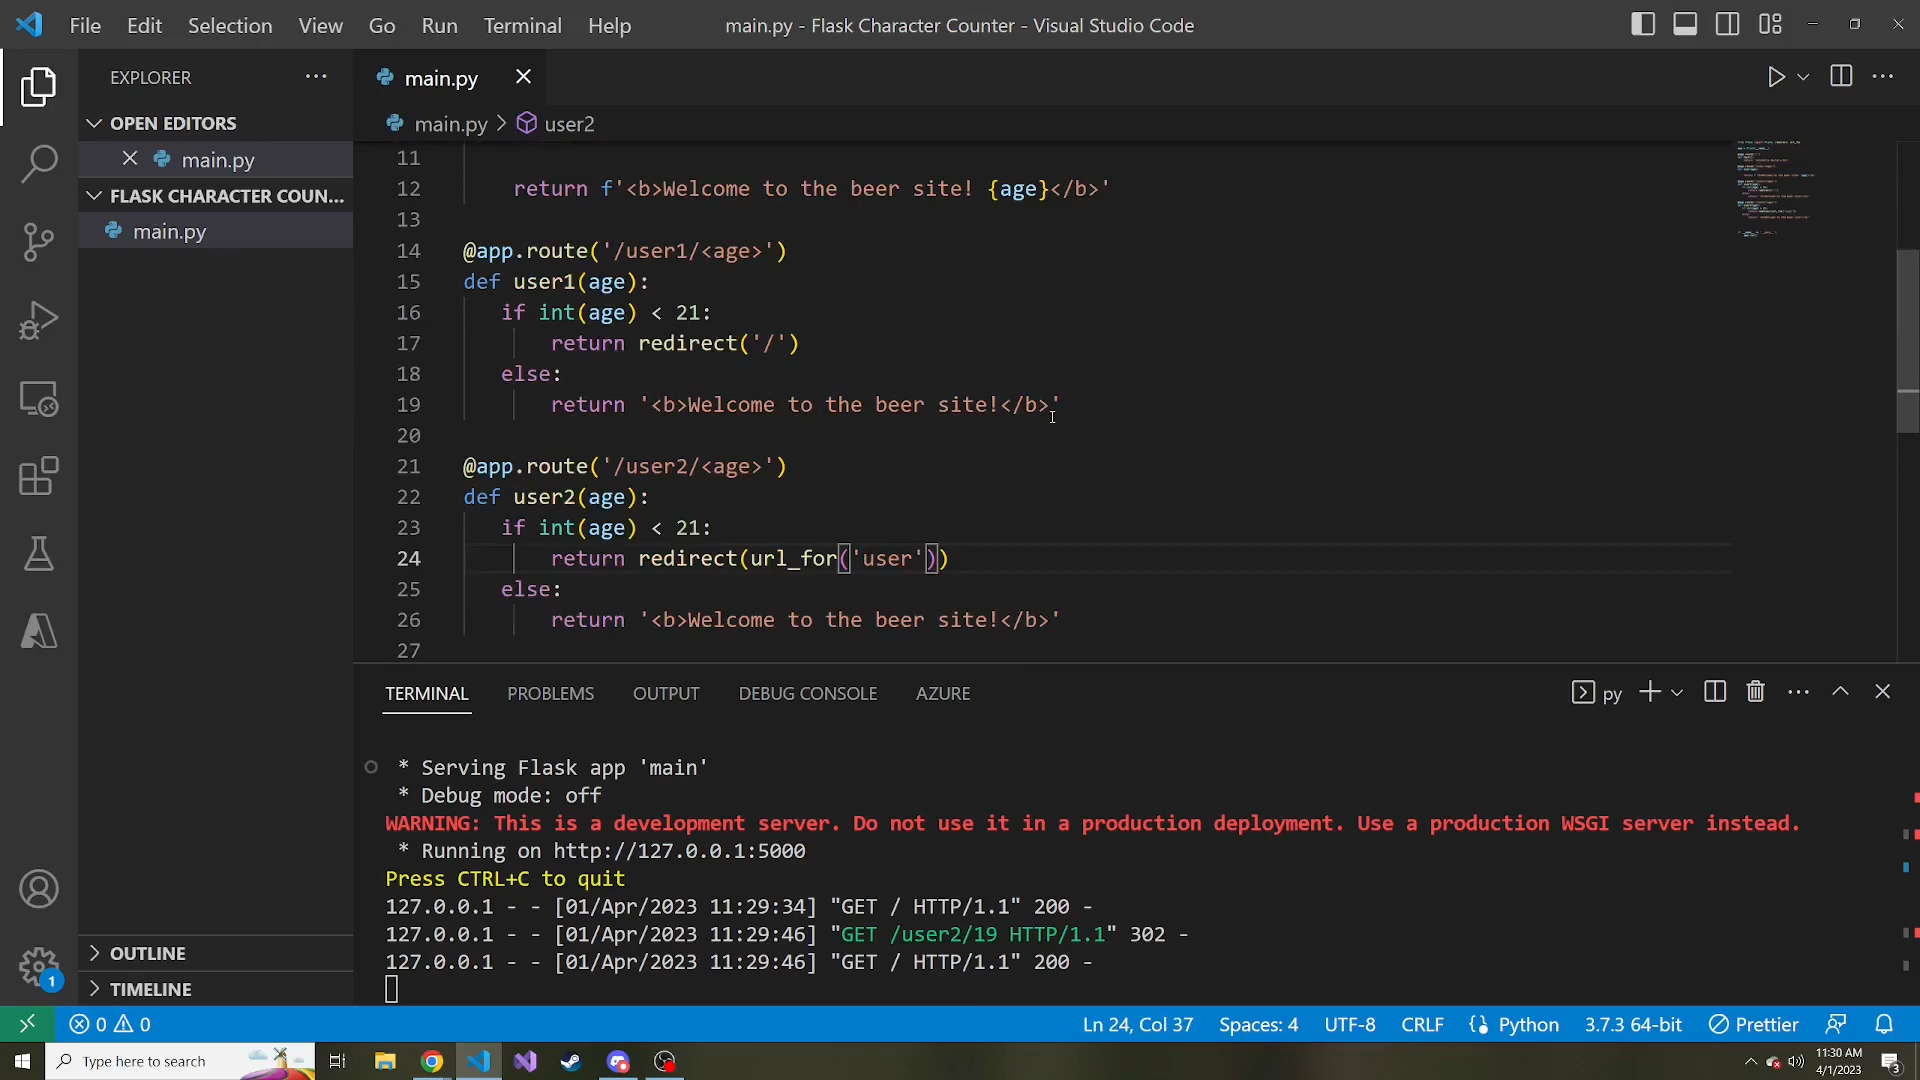 File Edit Selection View Go Run Terminal Help
main.py - Flask Character Counter - Visual Studio Code
EXPLORER
OPEN EDITORS
main.py
FLASK CHARACTER COUN...
main.py
OUTLINE
TIMELINE
main.py
main.py > user2
11
12 return f'<b>Welcome to the beer site! {age}</b>'
13
14 @app.route('/user1/<age>')
15 def user1(age):
16 if int(age) < 21:
17 return redirect('/')
18 else:
19 return '<b>Welcome to the beer site!</b>'
20
21 @app.route('/user2/<age>')
22 def user2(age):
23 if int(age) < 21:
24 return redirect(url_for('user'))
25 else:
26 return '<b>Welcome to the beer site!</b>'
27
TERMINAL PROBLEMS OUTPUT DEBUG CONSOLE AZURE
py
* Serving Flask app 'main'
* Debug mode: off
WARNING: This is a development server. Do not use it in a production deployment. Use a production WSGI server instead.
* Running on http://127.0.0.1:5000
Press CTRL+C to quit
127.0.0.1 - - [01/Apr/2023 11:29:34] "GET / HTTP/1.1" 200 -
127.0.0.1 - - [01/Apr/2023 11:29:46] "GET /user2/19 HTTP/1.1" 302 -
127.0.0.1 - - [01/Apr/2023 11:29:46] "GET / HTTP/1.1" 200 -
1
0 0
Ln 24, Col 37 Spaces: 4 UTF-8 CRLF Python 3.7.3 64-bit Prettier
Type here to search
11:30 AM
4/1/2023
3